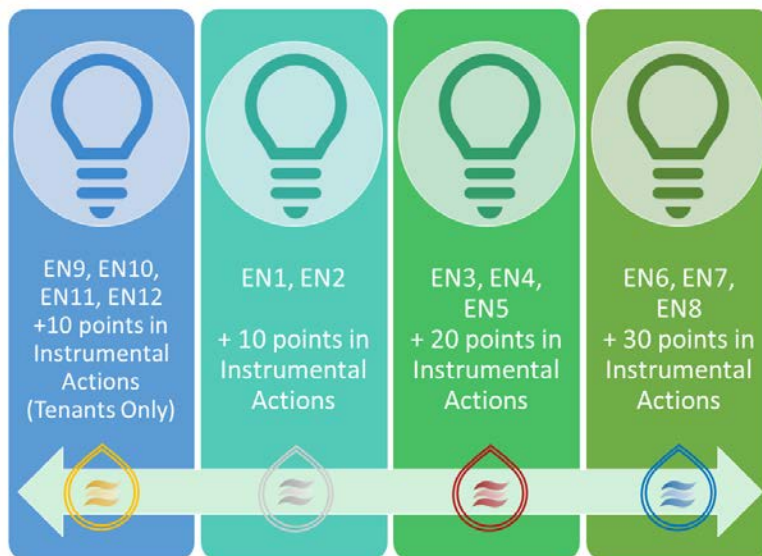 EN9, EN10,
EN11, EN12
+10 points in
Instrumental
Actions
(Tenants Only)
EN1, EN2
+ 10 points in
Instrumental
Actions
EN3, EN4,
EN5
+ 20 points in
Instrumental
Actions
EN6, EN7,
EN8
+ 30 points in
Instrumental
Actions